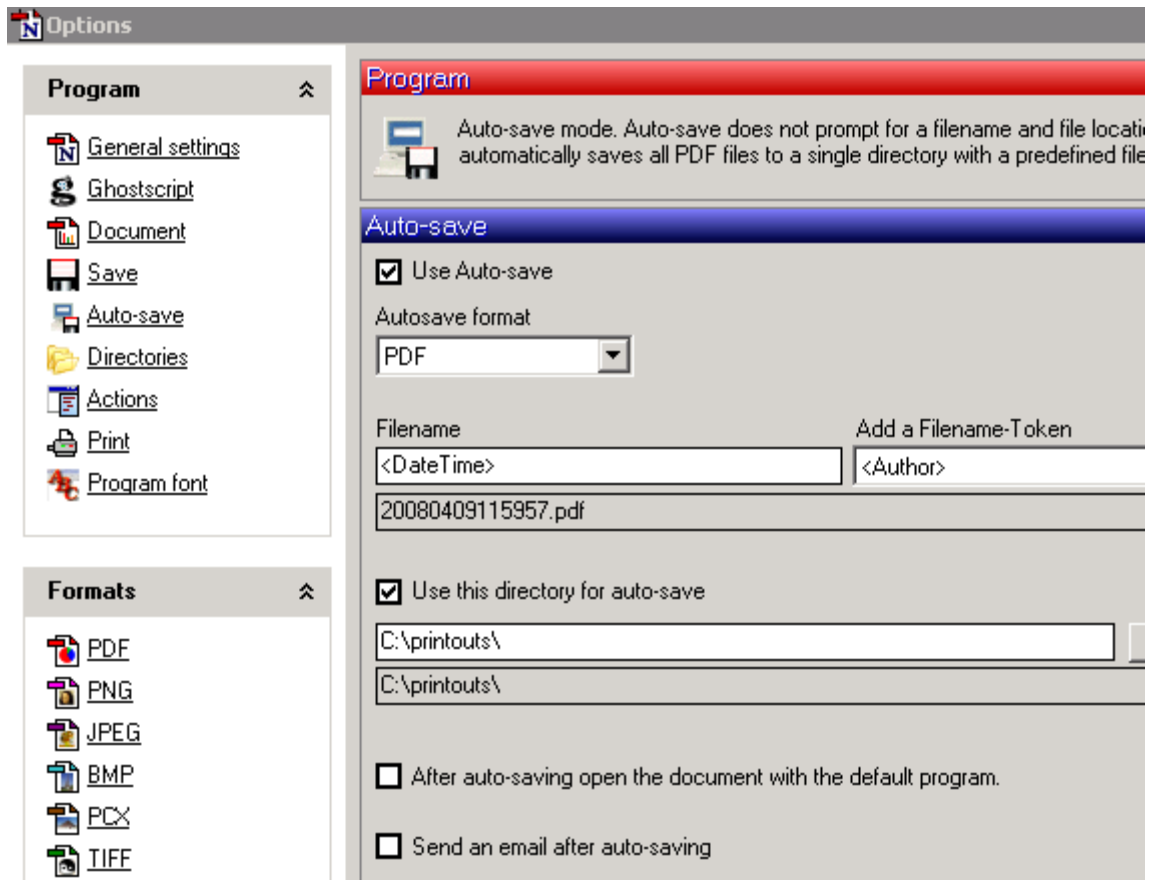 Options
Program
General settings
Ghostscript
Document
Save
Auto-save
Directories
Actions
Print
Program font
Formats
PDF
PNG
JPEG
BMP
PCX
TIFF
Program
Auto-save mode. Auto-save does not prompt for a filename and file locati
automatically saves all PDF files to a single directory with a predefined file
Auto-save
Use Auto-save
Autosave format
PDF
Filename Add a Filename-Token
<DateTime> <Author>
20080409115957.pdf
Use this directory for auto-save
C:\printouts\
C:\printouts\
After auto-saving open the document with the default program.
Send an email after auto-saving